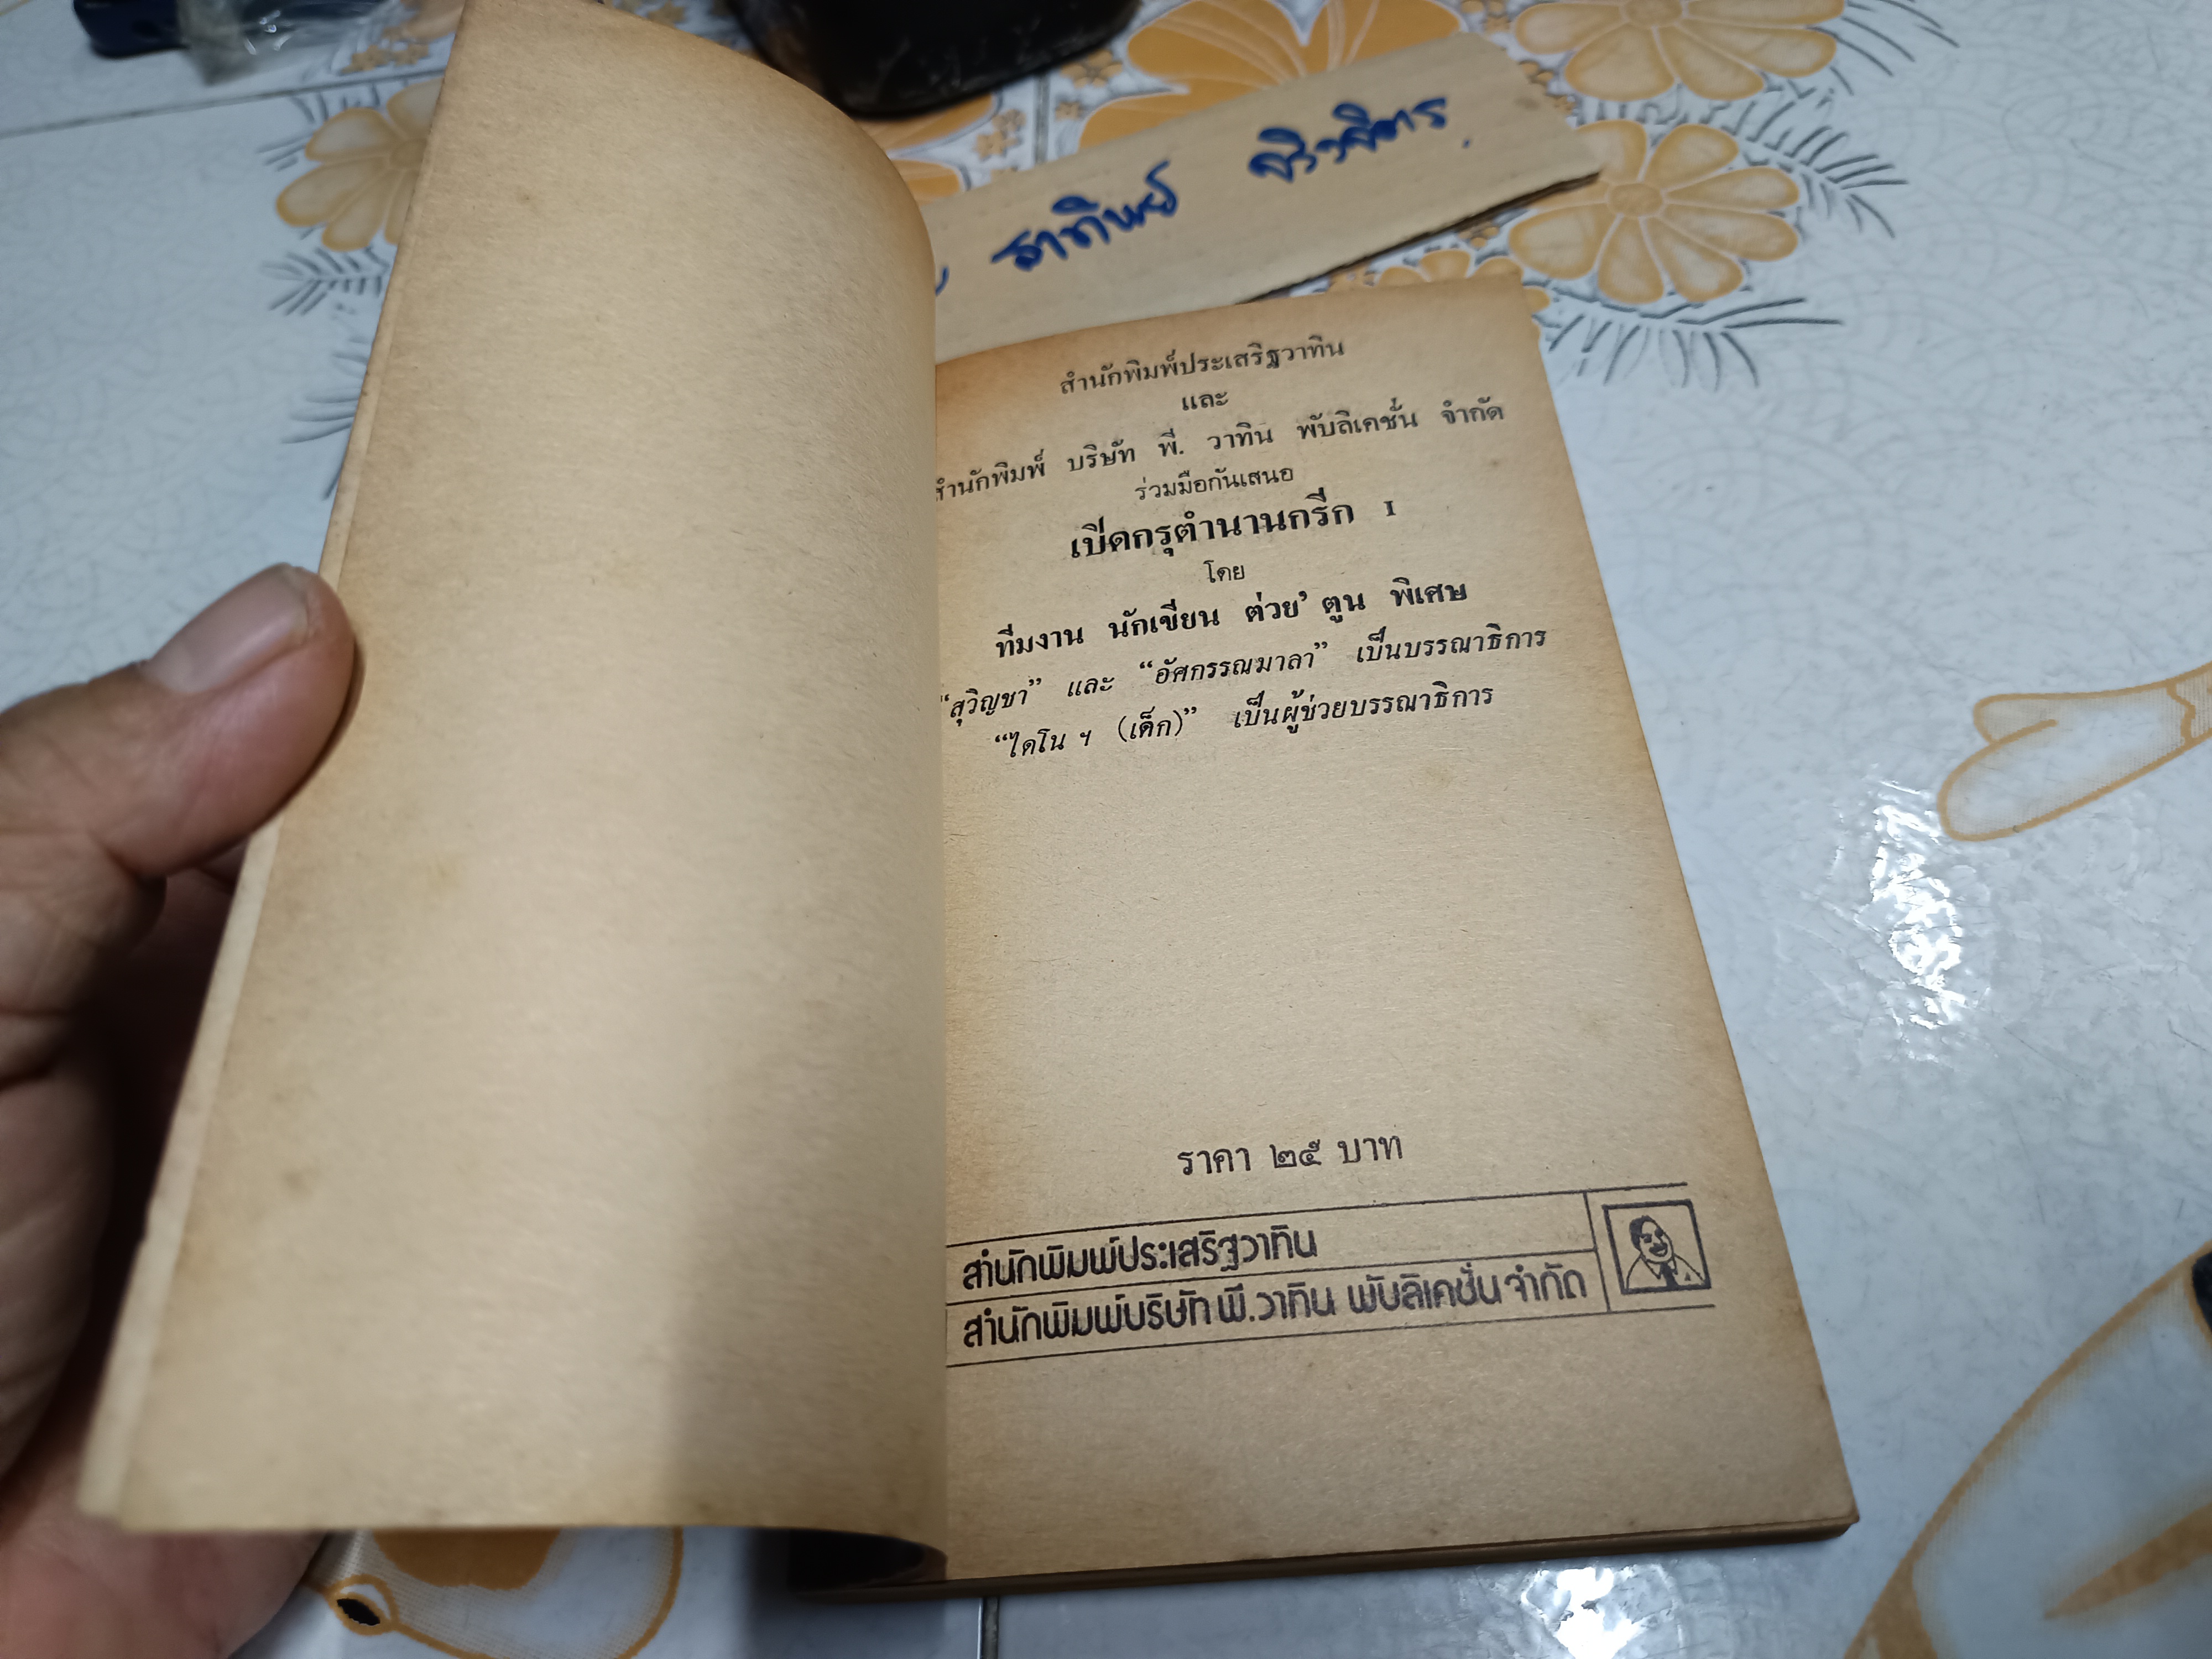 ราทินย์
สำนักพิมพ์ประเสริฐวาทิน
และ
สำนักพิมพ์ บริษัท พี. วาทิน พับลิเคชั่น จำกัด
ร่วมมือกันเสนอ
เปิดกรุตำนานกรีก 1
โดย
ทีมงาน นักเขียน ต่วย' ตูน พิเศษ
“สุวิญชา” และ “อัศกรรณมาลา” เป็นบรรณาธิการ
“ไดโน ฯ (เด็ก)” เป็นผู้ช่วยบรรณาธิการ
ราคา ๒๕ บาท
สำนักพิมพ์ประเสริฐวาทิน
สำนักพิมพ์บริษัท พี.วาทิน พับลิเคชั่น จำกัด